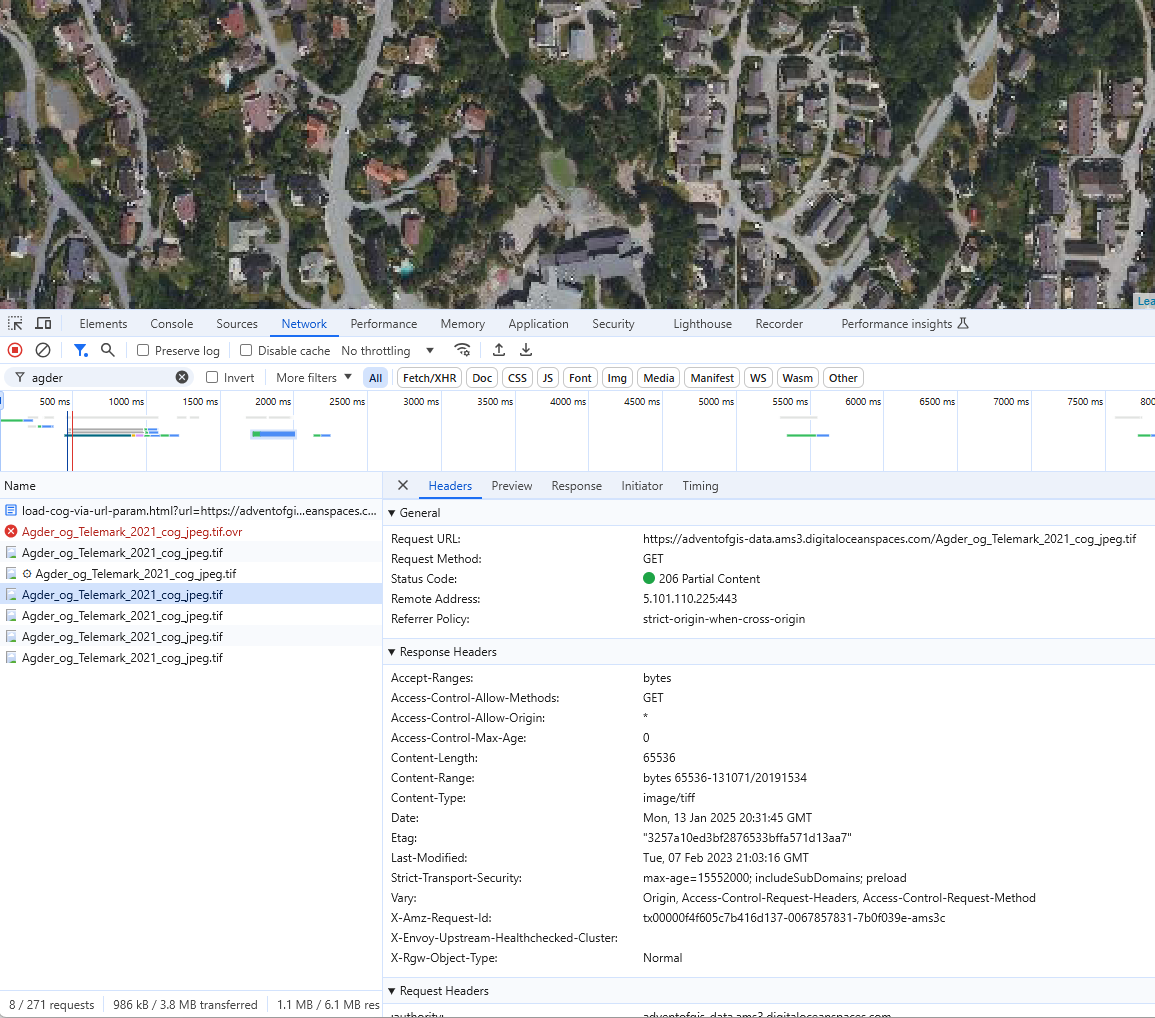 Lea
Elements Console Sources Network Performance Memory Application Security Lighthouse Recorder Performance insights
Preserve log Disable cache No throttling
agder Invert More filters All Fetch/XHR Doc CSS JS Font Img Media Manifest WS Wasm Other
500 ms 1000 ms 1500 ms 2000 ms 2500 ms 3000 ms 3500 ms 4000 ms 4500 ms 5000 ms 5500 ms 6000 ms 6500 ms 7000 ms 7500 ms 800
Name
load-cog-via-url-param.html?url=https://adventofgi...eanspaces.c...
Agder_og_Telemark_2021_cog_jpeg.tif.ovr
Agder_og_Telemark_2021_cog_jpeg.tif
Agder_og_Telemark_2021_cog_jpeg.tif
Agder_og_Telemark_2021_cog_jpeg.tif
Agder_og_Telemark_2021_cog_jpeg.tif
Agder_og_Telemark_2021_cog_jpeg.tif
Agder_og_Telemark_2021_cog_jpeg.tif
8 / 271 requests 986 kB / 3.8 MB transferred 1.1 MB / 6.1 MB res
Headers Preview Response Initiator Timing
General
Request URL: https://adventofgis-data.ams3.digitaloceanspaces.com/Agder_og_Telemark_2021_cog_jpeg.tif
Request Method: GET
Status Code: 206 Partial Content
Remote Address: 5.101.110.225:443
Referrer Policy: strict-origin-when-cross-origin
Response Headers
Accept-Ranges: bytes
Access-Control-Allow-Methods: GET
Access-Control-Allow-Origin: *
Access-Control-Max-Age: 0
Content-Length: 65536
Content-Range: bytes 65536-131071/20191534
Content-Type: image/tiff
Date: Mon, 13 Jan 2025 20:31:45 GMT
Etag: "3257a10ed3bf2876533bffa571d13aa7"
Last-Modified: Tue, 07 Feb 2023 21:03:16 GMT
Strict-Transport-Security: max-age=15552000; includeSubDomains; preload
Vary: Origin, Access-Control-Request-Headers, Access-Control-Request-Method
X-Amz-Request-Id: tx00000f4f605c7b416d137-0067857831-7b0f039e-ams3c
X-Envoy-Upstream-Healthchecked-Cluster:
X-Rgw-Object-Type: Normal
Request Headers
:authority: adventofgis-data.ams3.digitaloceanspaces.com